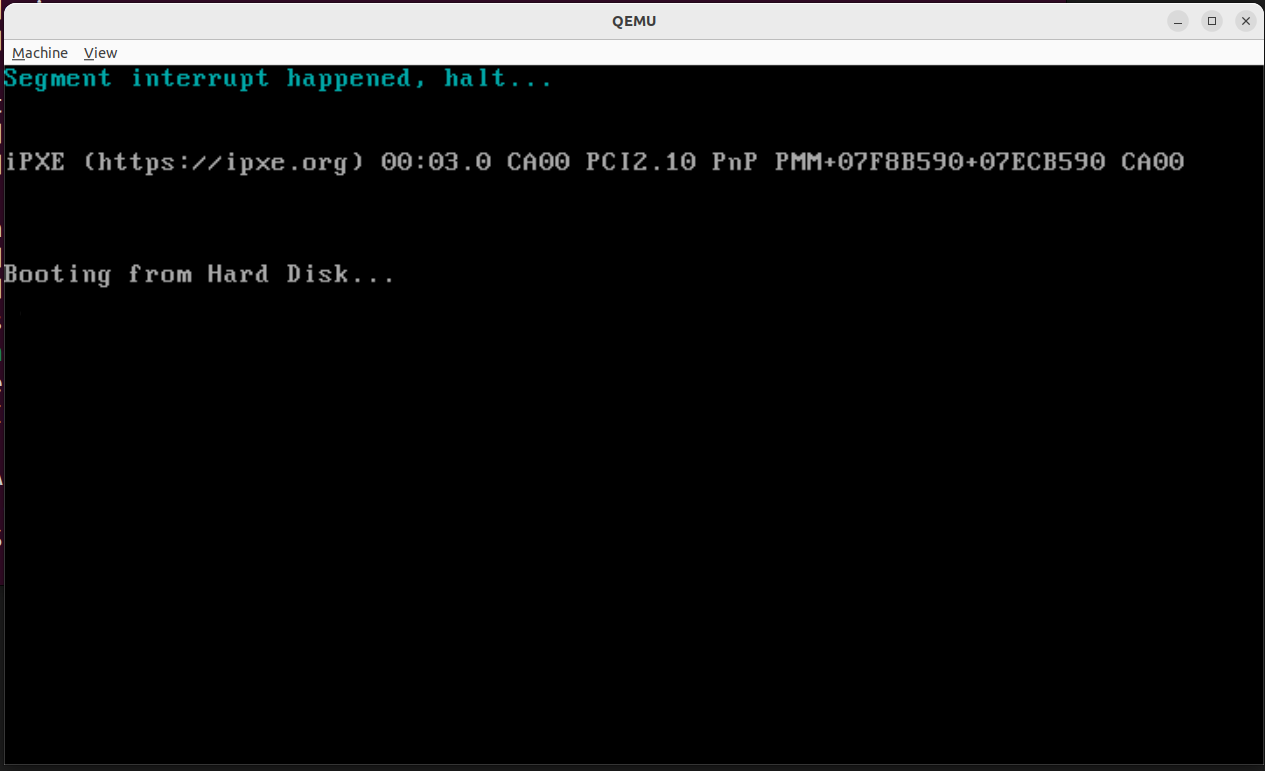 QEMU
Machine View
Segment interrupt happened, halt...
iPXE (https://ipxe.org) 00:03.0 CA00 PCI2.10 PnP PMM+07F8B590+07ECB590 CA00
Booting from Hard Disk...